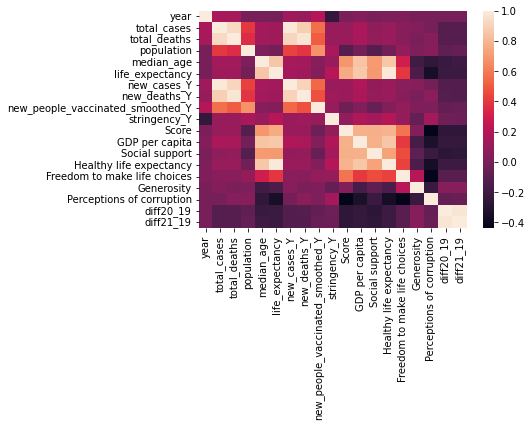 year
total_cases
total_deaths
population
median_age
life_expectancy
new_cases_Y
new_deaths_Y
new_people_vaccinated_smoothed_Y
stringency_Y
Score
GDP per capita
Social support
Healthy life expectancy
Freedom to make life choices
Generosity
Perceptions of corruption
diff20_19
diff21_19
year
total_cases
total_deaths
population
median_age
life_expectancy
new_cases_Y
new_deaths_Y
new_people_vaccinated_smoothed_Y
stringency_Y
Score
GDP per capita
Social support
Healthy life expectancy
Freedom to make life choices
Generosity
Perceptions of corruption
diff20_19
diff21_19
1.0
0.8
0.6
0.4
0.2
0.0
−0.2
−0.4